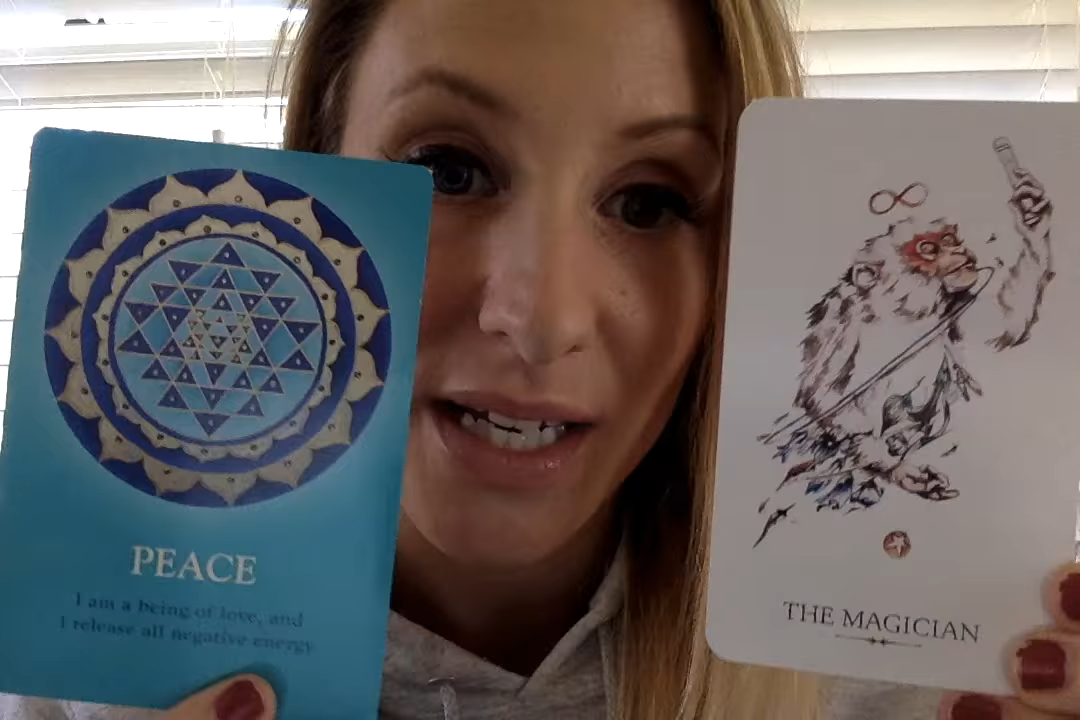 PEACE
I am a being of love, and
I release all negative energy
THE MAGICIAN